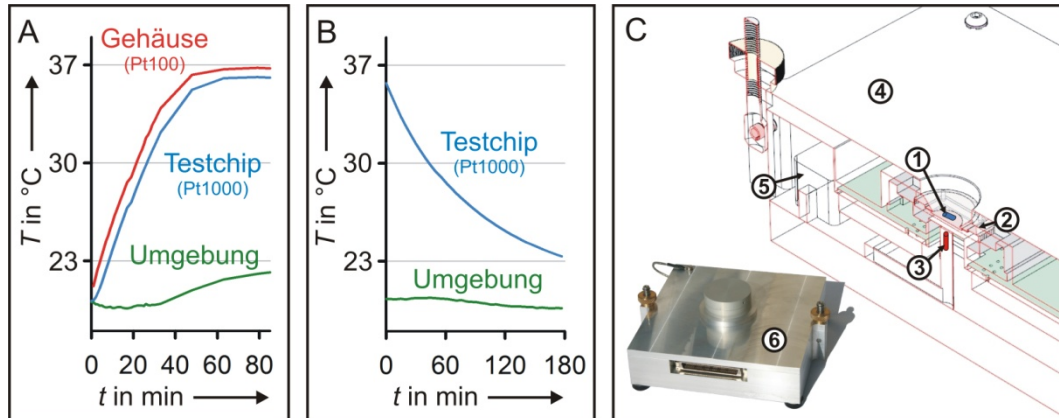 A
Gehäuse
(Pt100)
37
30
23
T in °C
Testchip
(Pt1000)
Umgebung
0 20 40 60 80
t in min
B
37
30
23
T in °C
Testchip
(Pt1000)
Umgebung
0 60 120 180
t in min
C
4
1
5
2
3
6